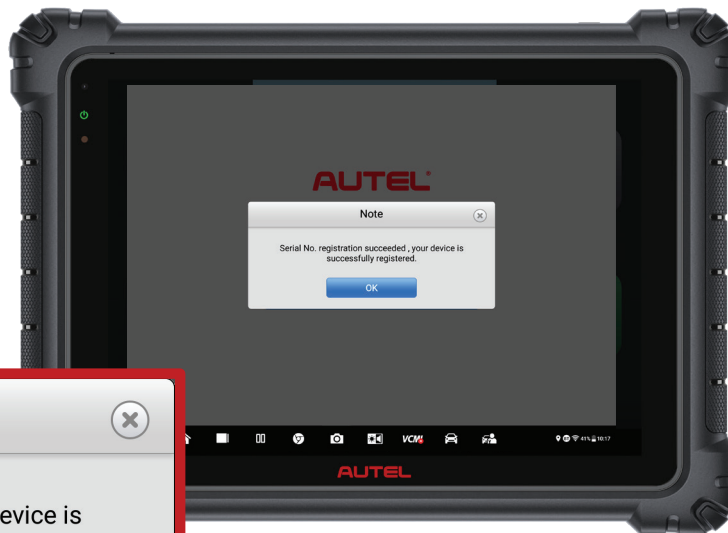 AUTEL
Note
Serial No. registration succeeded , your device is
successfully registered.
OK
VCMI
41% 10:17
AUTEL
evice is